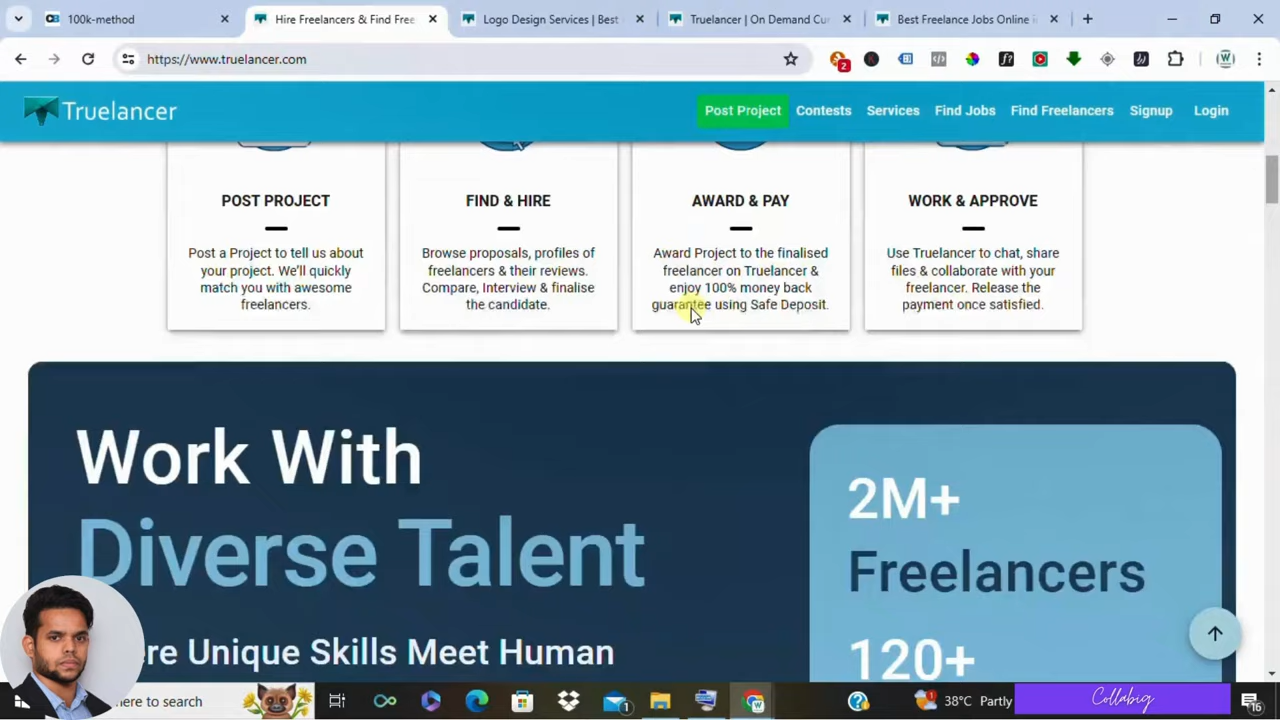 100k-method
Hire Freelancers & Find Free
Logo Design Services | Best
Truelancer | On Demand Cu
Best Freelance Jobs Online i
https://www.truelancer.com
2
Truelancer
Post Project
Contests
Services
Find Jobs
Find Freelancers
Signup
Login
POST PROJECT
Post a Project to tell us about
your project. We'll quickly
match you with awesome
freelancers.
FIND & HIRE
Browse proposals, profiles of
freelancers & their reviews.
Compare, Interview & finalise
the candidate.
AWARD & PAY
Award Project to the finalised
freelancer on Truelancer &
enjoy 100% money back
guarantee using Safe Deposit.
WORK & APPROVE
Use Truelancer to chat, share
files & collaborate with your
freelancer. Release the
payment once satisfied.
Work With
Diverse Talent
re Unique Skills Meet Human
2M+
Freelancers
120+
here to search
1
38°C Partly
Collabig
16